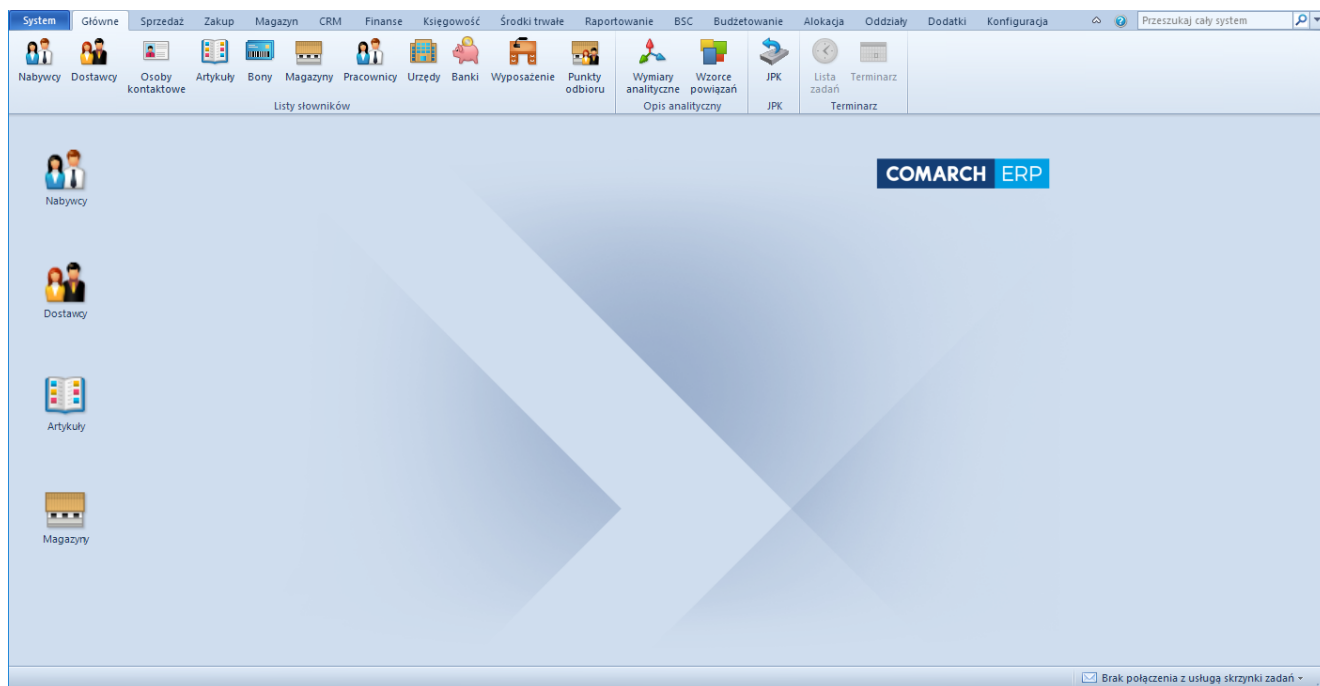 System Główne Sprzedaż Zakup Magazyn CRM Finanse Księgowość Środki trwałe Raportowanie BSC Budżetowanie Alokacja Oddziały Dodatki Konfiguracja Przeszukaj cały system
Nabywcy Dostawcy Osoby kontaktowe Artykuły Bony Magazyny Pracownicy Urzędy Banki Wyposażenie Punkty odbioru Wymiary analityczne Wzorce powiązań JPK Lista zadań Terminarz
Listy słowników Opis analityczny JPK Terminarz
COMARCH ERP
Nabywcy
Dostawcy
Artykuły
Magazyny
Brak połączenia z usługą skrzynki zadań